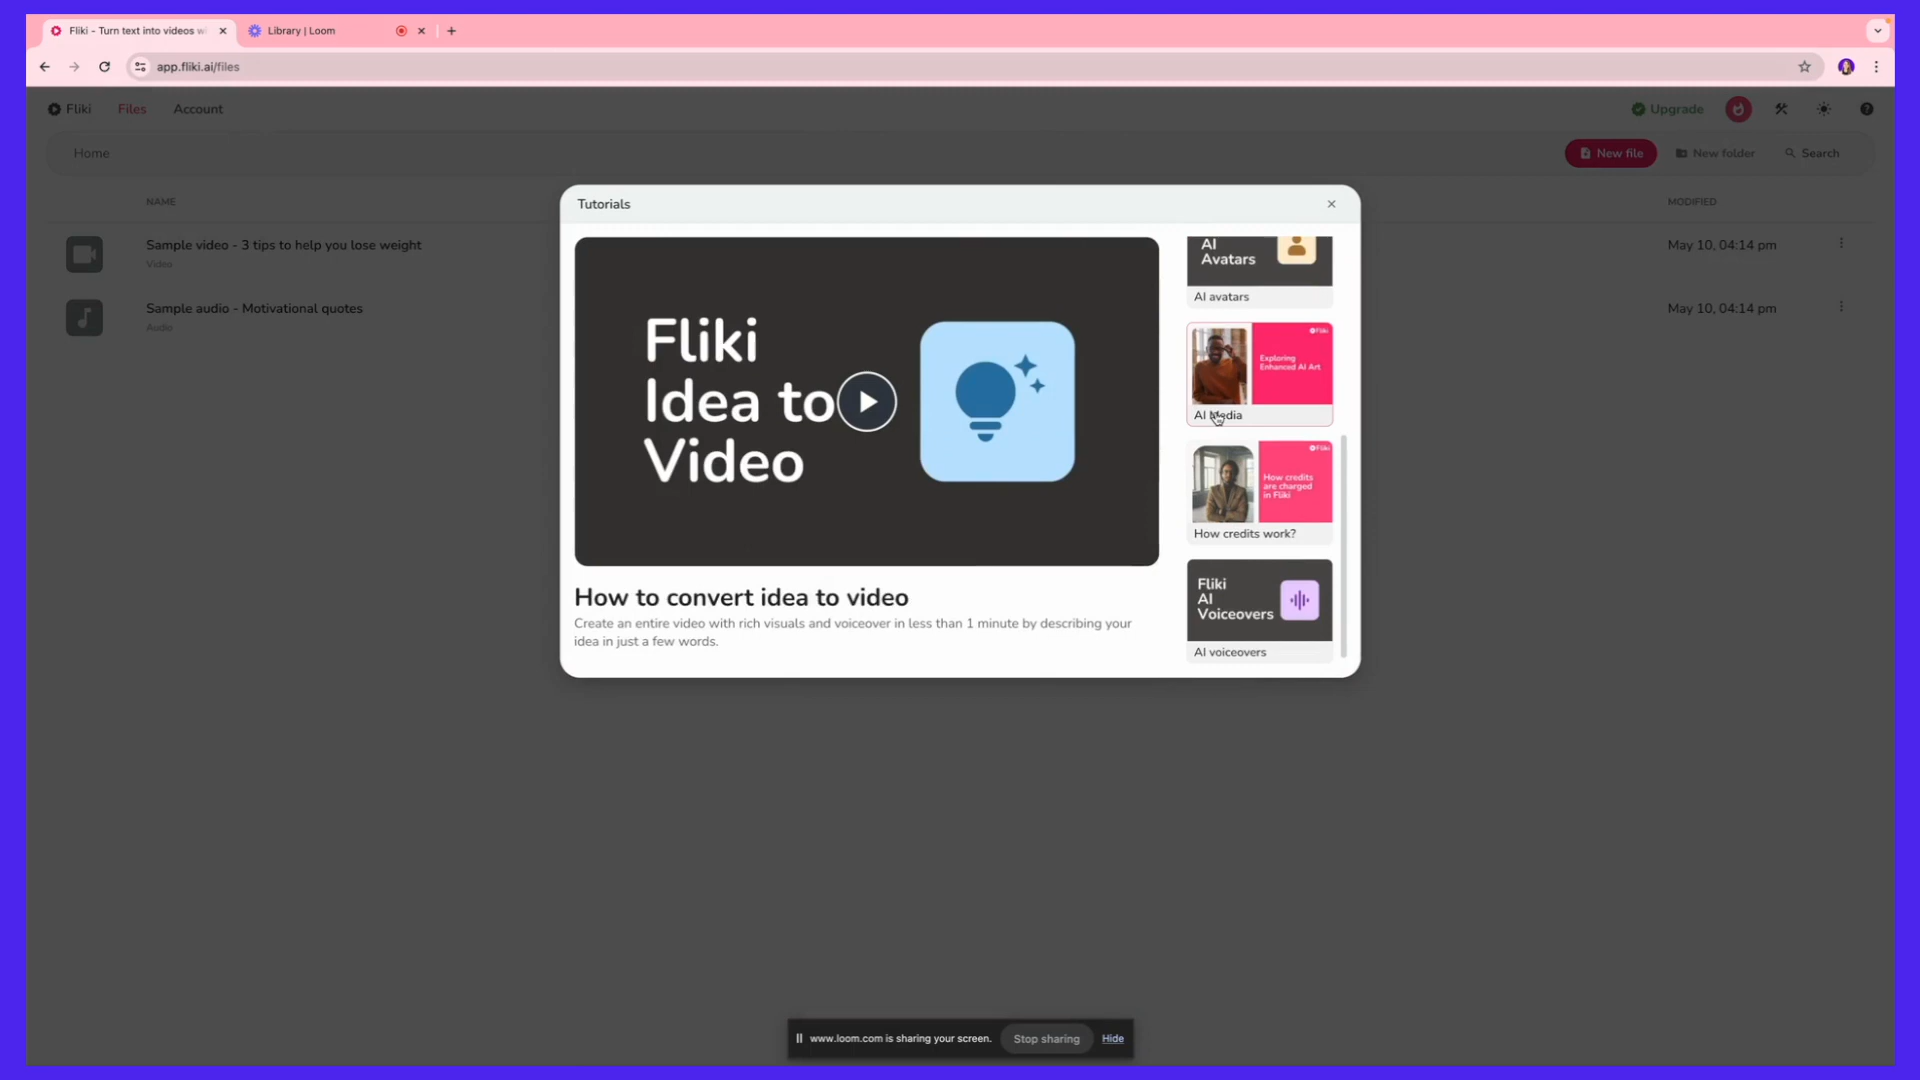 Fliki - Turn text into videos wi
Library | Loom
app.fliki.ai/files
Fliki
Files
Account
Upgrade
Home
New file
New folder
Search
NAME
MODIFIED
Sample video - 3 tips to help you lose weight
Video
May 10, 04:14 pm
Sample audio - Motivational quotes
Audio
May 10, 04:14 pm
Tutorials
Fliki
Idea to
Video
How to convert idea to video
Create an entire video with rich visuals and voiceover in less than 1 minute by describing your
idea in just a few words.
AI
Avatars
AI avatars
Fliki
Exploring
Enhanced AI Art
AI Media
Fliki
How credits
are charged
in Fliki
How credits work?
Fliki
AI
Voiceovers
AI voiceovers
www.loom.com is sharing your screen.
Stop sharing
Hide